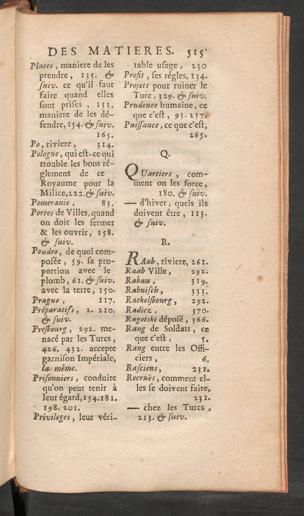 DES MATIERES. 515
Places, maniere de les
prendre, 135. &
suiv. ce qu'il faut
faire quand elles
sont prises, 153.
maniere de les dé-
fendre, 154. & suiv.
165.
Po, riviere, 314.
Pologne, qui est-ce qui
trouble les bons ré-
glemens de ce
Royaume pour la
Milice, 222. & suiv.
Pomeranie. 83.
Portes de Villes, quand
on doit les fermer
& les ouvrir, 158.
& suiv.
Poudre, de quoi com-
posée, 59. sa pro-
portion avec le
plomb, 61. & suiv.
avec la terre, 150.
Prague, 117.
Préparatifs, 2. 210.
& suiv.
Presbourg, 292. me-
nacé par les Turcs,
426. 432. accepte
garnison Impériale,
la-même.
Prisonniers, conduite
qu'on peut tenir à
leur égard, 154. 181.
198. 201.
Privileges, leur véri-
table usage, 230
Profit, ses régles, 134.
Projets pour ruiner le
Turc, 329. & suiv.
Prudence humaine, ce
que c'est, 93. 257.
Puissance, ce que c'est,
265.
Q.
QUartiers, com-
ment on les force,
180. & suiv.
— d'hiver, quels ils
doivent être, 113.
& suiv.
R.
RAab, riviere, 261.
Raab Ville, 292.
Rabau, 319.
Rabnisch, 333.
Rackelsbourg, 292.
Radicz, 370.
Ragotski déposé, 366.
Rang de Soldats, ce
que c'est, 5.
Rang entre les Offi-
ciers, 6.
Rasciens, 231.
Recruës, comment el-
les se doivent faire,
232.
— chez les Turcs,
213. & suiv.